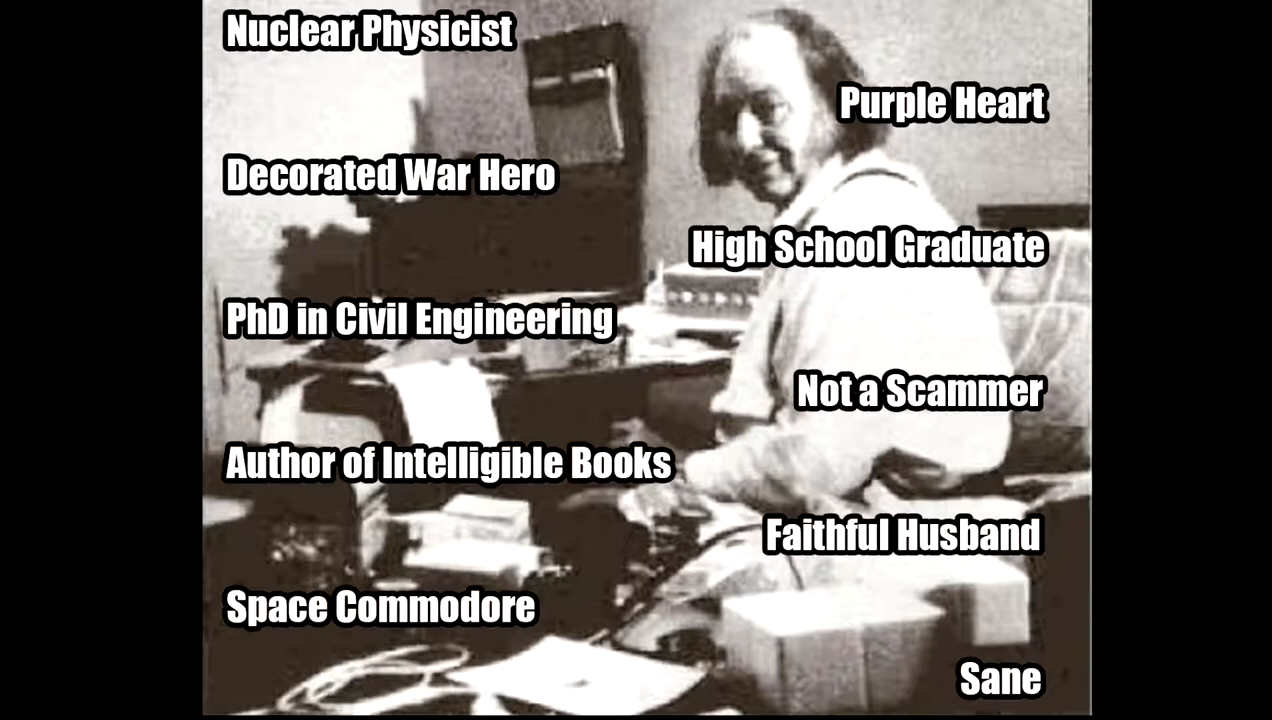 Nuclear Physicist
Purple Heart
Decorated War Hero
High School Graduate
PhD in Civil Engineering
Not a Scammer
Author of Intelligible Books
Faithful Husband
Space Commodore
Sane